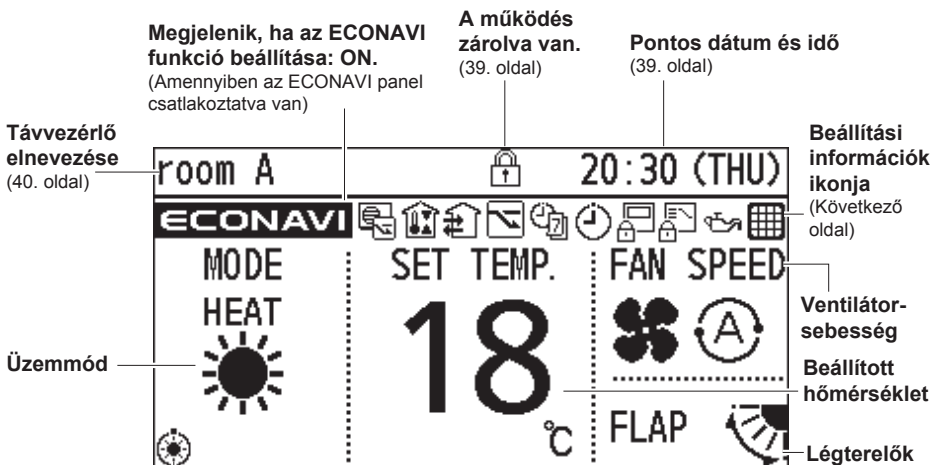 Megjelenik, ha az ECONAVI
funkció beállítása: ON.
(Amennyiben az ECONAVI panel
csatlakoztatva van)
A működés
zárolva van.
(39. oldal)
Pontos dátum és idő
(39. oldal)
Távvezérlő
elnevezése
(40. oldal)
Beállítási
információk
ikonja
(Következő
oldal)
room A
20:30 (THU)
ECONAVI
7
MODE
SET TEMP.
FAN SPEED
HEAT
18
°C
A
FLAP
Üzemmód
Ventilátor-
sebesség
Beállított
hőmérséklet
Légterelők